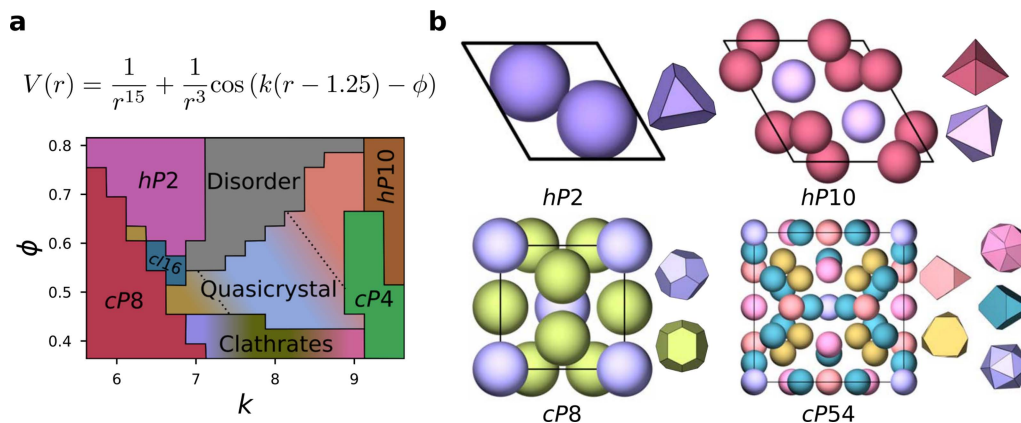 a
V(r) = 1/r^15 + 1/r^3 cos (k(r − 1.25) − ϕ)
0.8
0.7
0.6
0.5
0.4
ϕ
hP2
Disorder
hP10
cI16
cP8
Quasicrystal
cP4
Clathrates
6
7
8
9
k
b
hP2
hP10
cP8
cP54